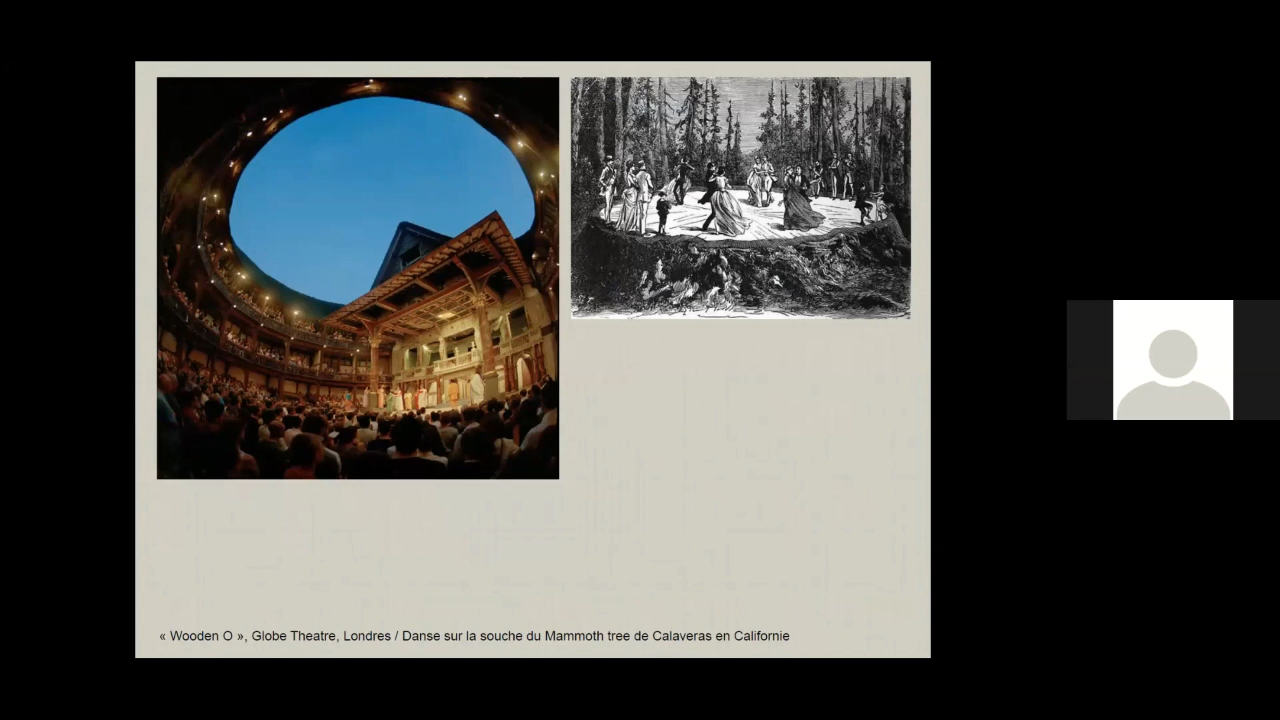 « Wooden O », Globe Theatre, Londres / Danse sur la souche du Mammoth tree de Calaveras en Californie